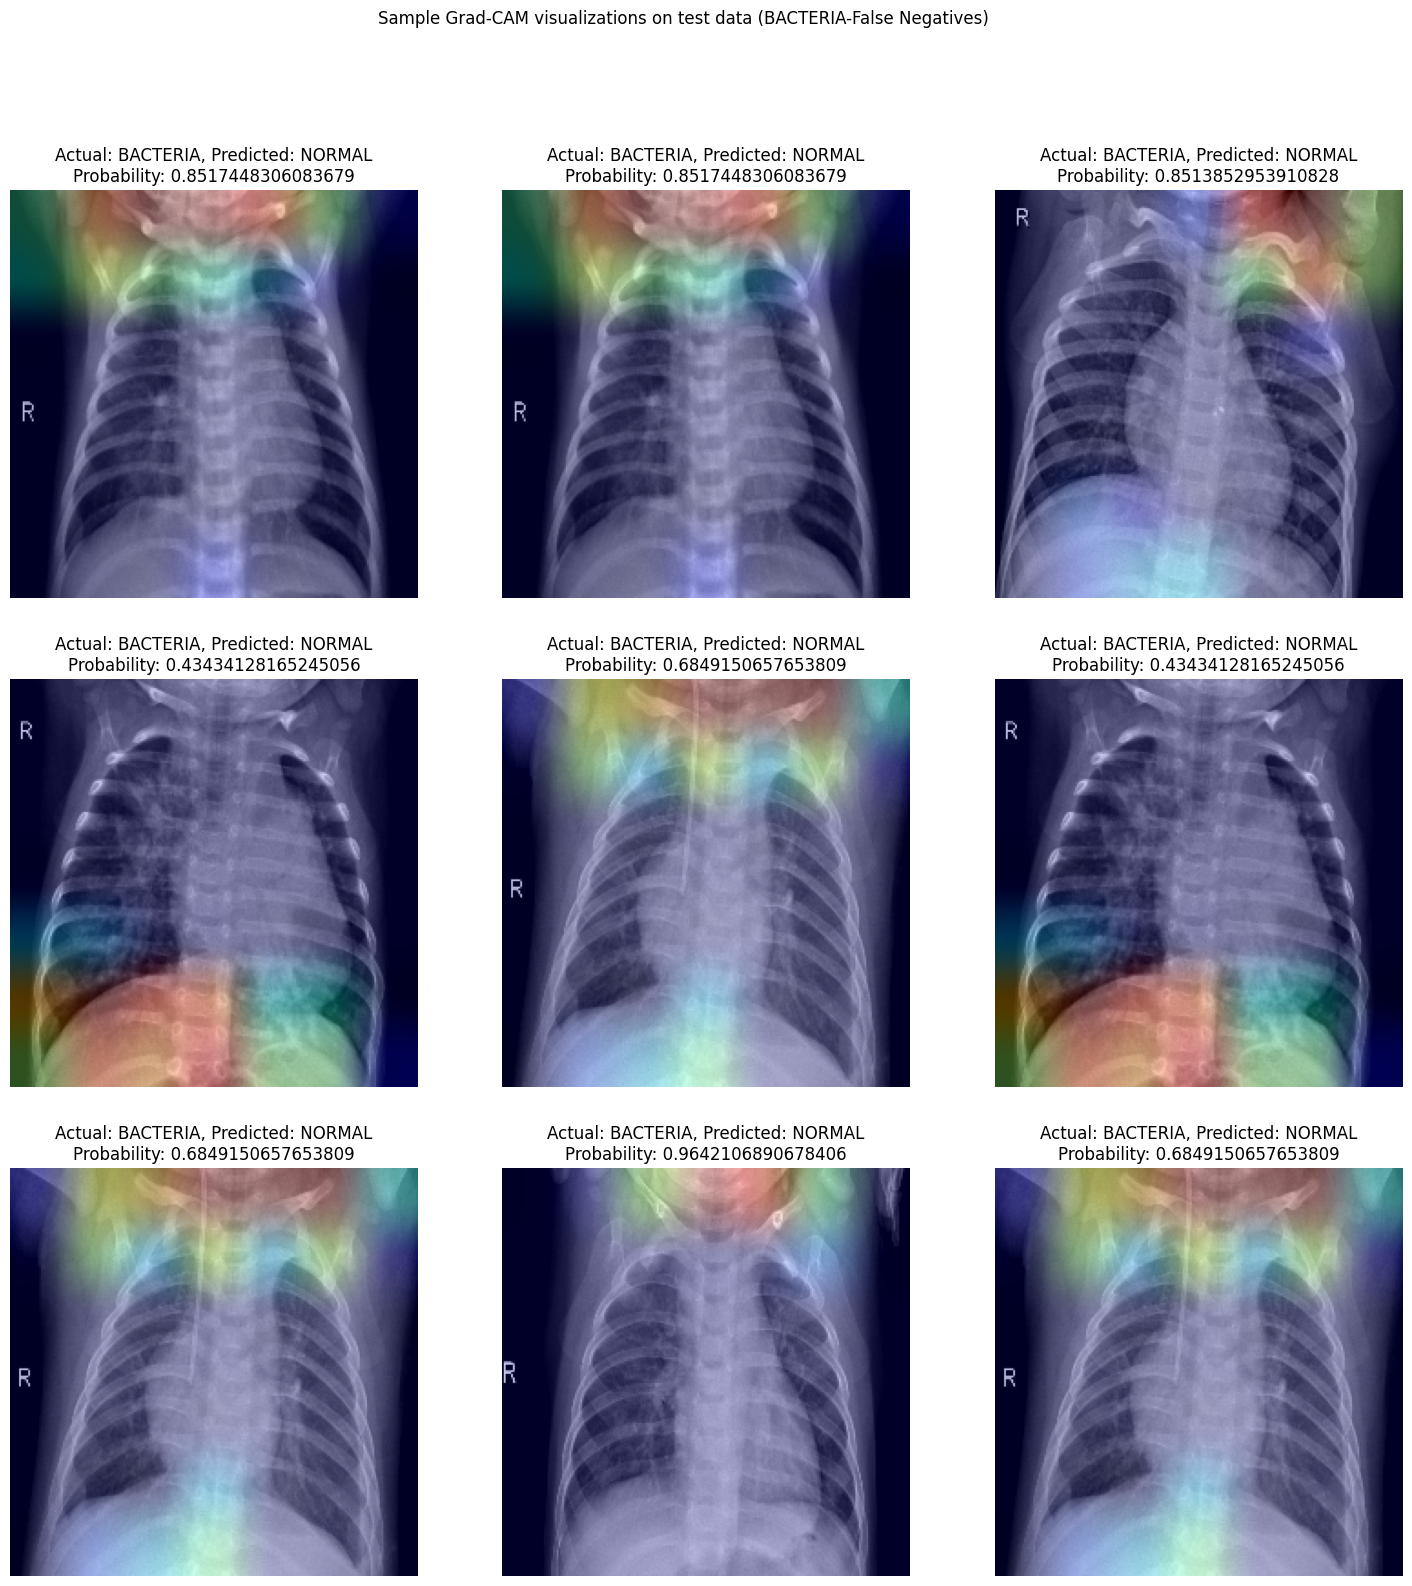 Sample Grad-CAM visualizations on test data (BACTERIA-False Negatives)
Actual: BACTERIA, Predicted: NORMAL
Probability: 0.8517448306083679
Actual: BACTERIA, Predicted: NORMAL
Probability: 0.8517448306083679
Actual: BACTERIA, Predicted: NORMAL
Probability: 0.8513852953910828
R
R
R
Actual: BACTERIA, Predicted: NORMAL
Probability: 0.43434128165245056
Actual: BACTERIA, Predicted: NORMAL
Probability: 0.6849150657653809
Actual: BACTERIA, Predicted: NORMAL
Probability: 0.43434128165245056
R
R
R
Actual: BACTERIA, Predicted: NORMAL
Probability: 0.6849150657653809
Actual: BACTERIA, Predicted: NORMAL
Probability: 0.9642106890678406
Actual: BACTERIA, Predicted: NORMAL
Probability: 0.6849150657653809
R
R
R